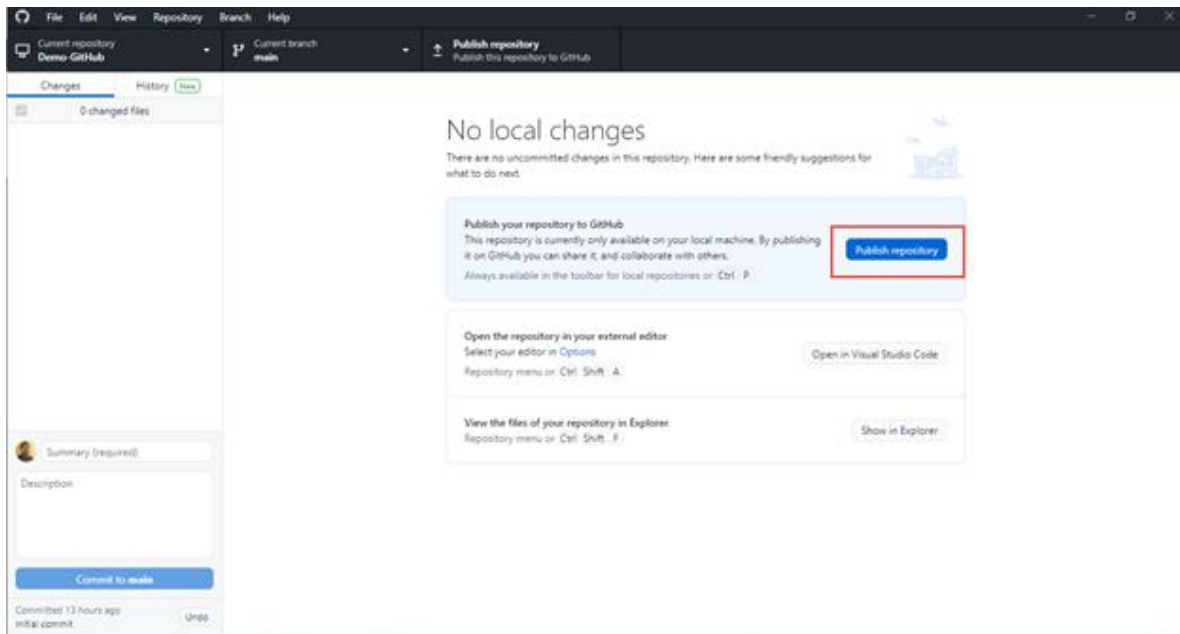 File Edit View Repository Branch Help
Current repository
Demo-GitHub
Current branch
main
Publish repository
Publish this repository to GitHub
Changes
History New
0 changed files
No local changes
There are no uncommitted changes in this repository. Here are some friendly suggestions for
what to do next.
Publish your repository to GitHub
This repository is currently only available on your local machine. By publishing
it on GitHub you can share it, and collaborate with others.
Always available in the toolbar for local repositories or Ctrl P
Publish repository
Open the repository in your external editor
Select your editor in Options
Repository menu or Ctrl Shift A
Open in Visual Studio Code
View the files of your repository in Explorer
Repository menu or Ctrl Shift F
Show in Explorer
Summary (required)
Description
Commit to main
Committed 13 hours ago
Initial commit
Undo